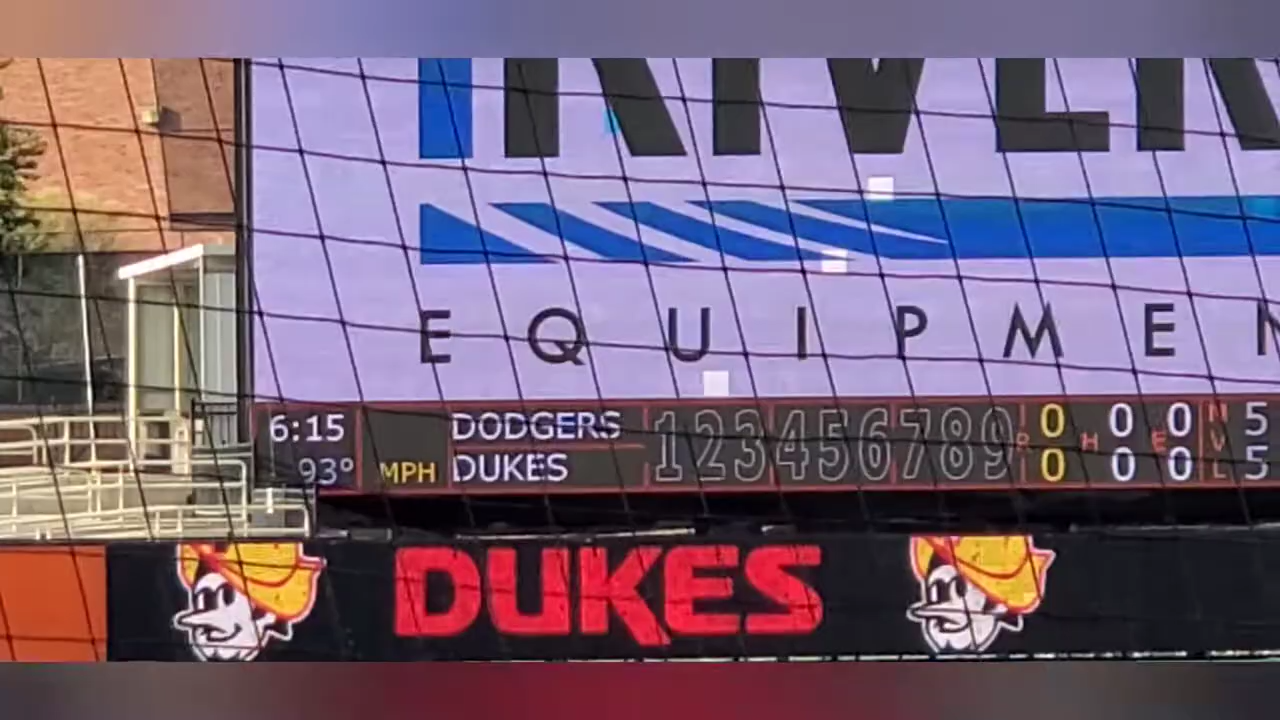 EQUIPMEN
6:15 DODGERS 123456789 R 0 H 0 E 0 M 5
93° MPH DUKES 0 0 0 V L 5
DUKES